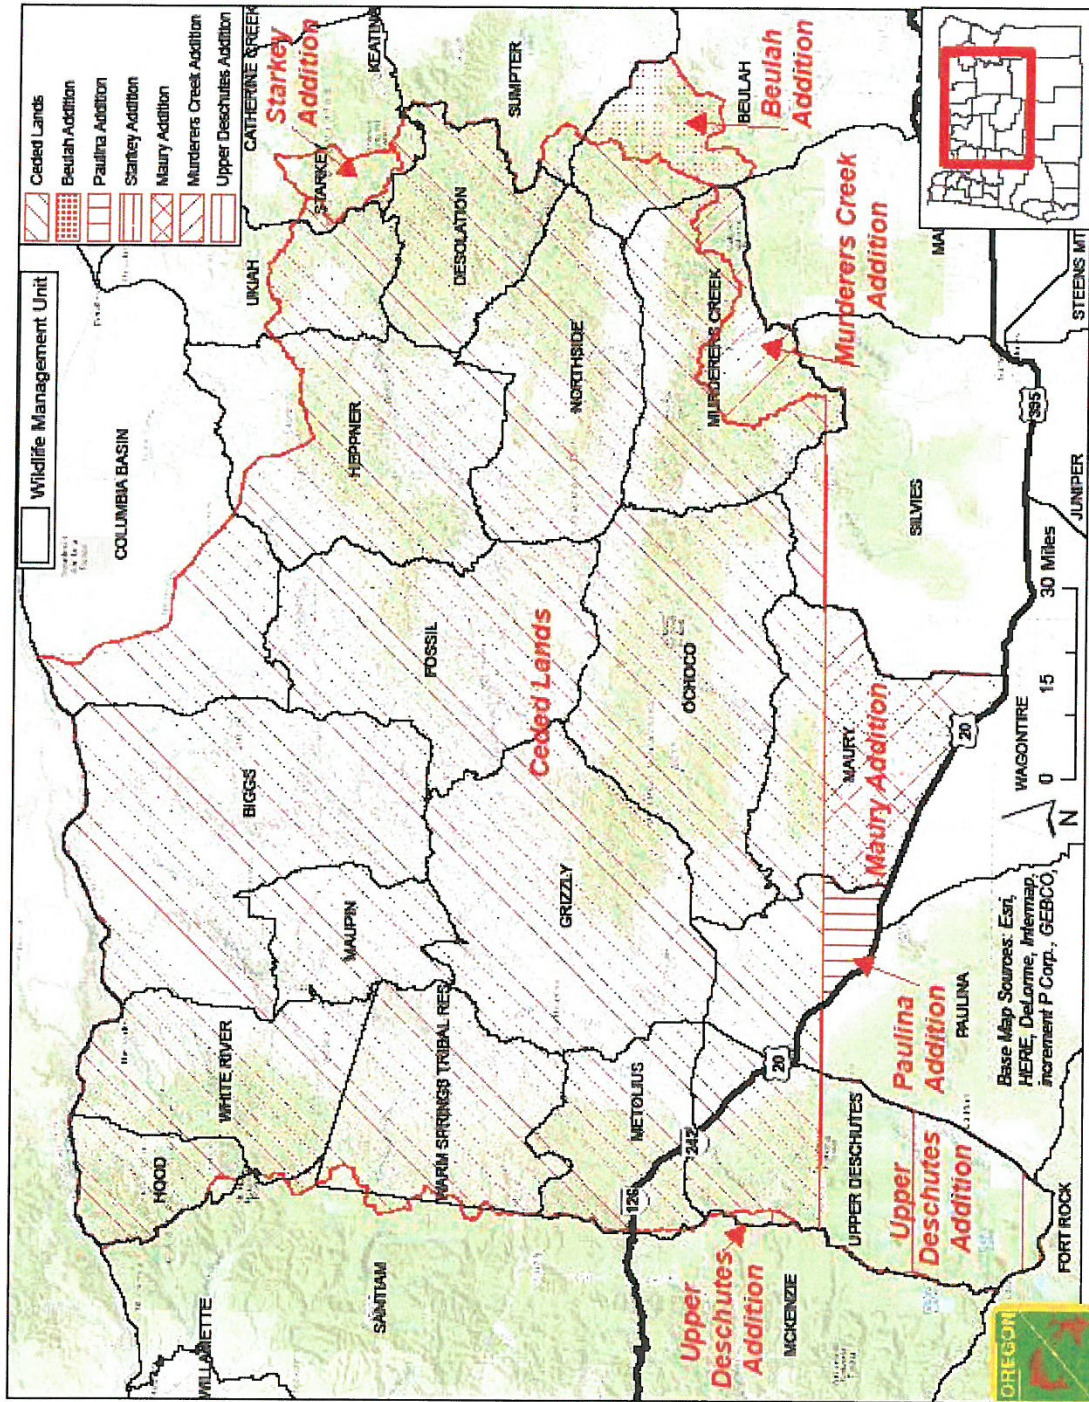 Wildlife Management Unit
Ceded Lands
Beulah Addition
Paulina Addition
Starkey Addition
Maury Addition
Murderers Creek Addition
Upper Deschutes Addition
COLUMBIA BASIN
UKIAH
CATHERINE CREEK
STARKEY
Starkey
Addition
KEATING
HOOD
WHITE RIVER
BIGGS
MAUPIN
HEPPNER
DESOLATION
SUMPTER
WILLAMETTE
SANTIAM
WARM SPRINGS TRIBAL RES
FOSSIL
Ceded Lands
NORTHSIDE
BEULAH
Beulah
Addition
METOLIUS
GRIZZLY
OCHOCO
MURDERERS CREEK
Murderers Creek
Addition
126
242
20
Upper
Deschutes
Addition
MCKENZIE
UPPER DESCHUTES
MAURY
Maury Addition
SILVIES
Upper
Deschutes
Addition
Paulina
Addition
PAULINA
20
395
FORT ROCK
WAGONTIRE
JUNIPER
STEENS MT
OREGON
Base Map Sources: Esri,
HERE, DeLorme, Intermap,
increment P Corp., GEBCO,
N
0 15 30 Miles